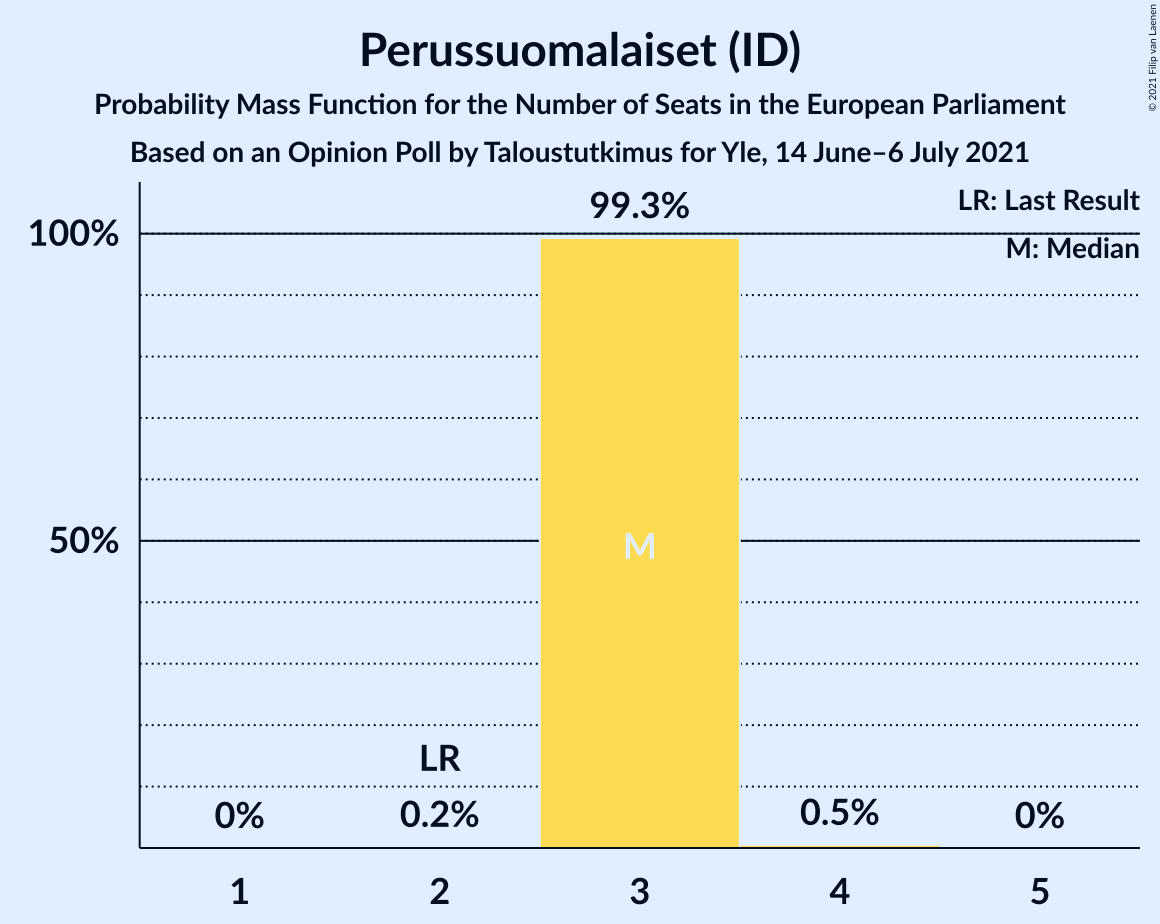 Perussuomalaiset (ID)
Probability Mass Function for the Number of Seats in the European Parliament
Based on an Opinion Poll by Taloustutkimus for Yle, 14 June–6 July 2021
© 2021 Filip van Laenen
LR: Last Result
M: Median
99.3%
100%
50%
M
LR
0%
0.2%
0.5%
0%
1
2
3
4
5